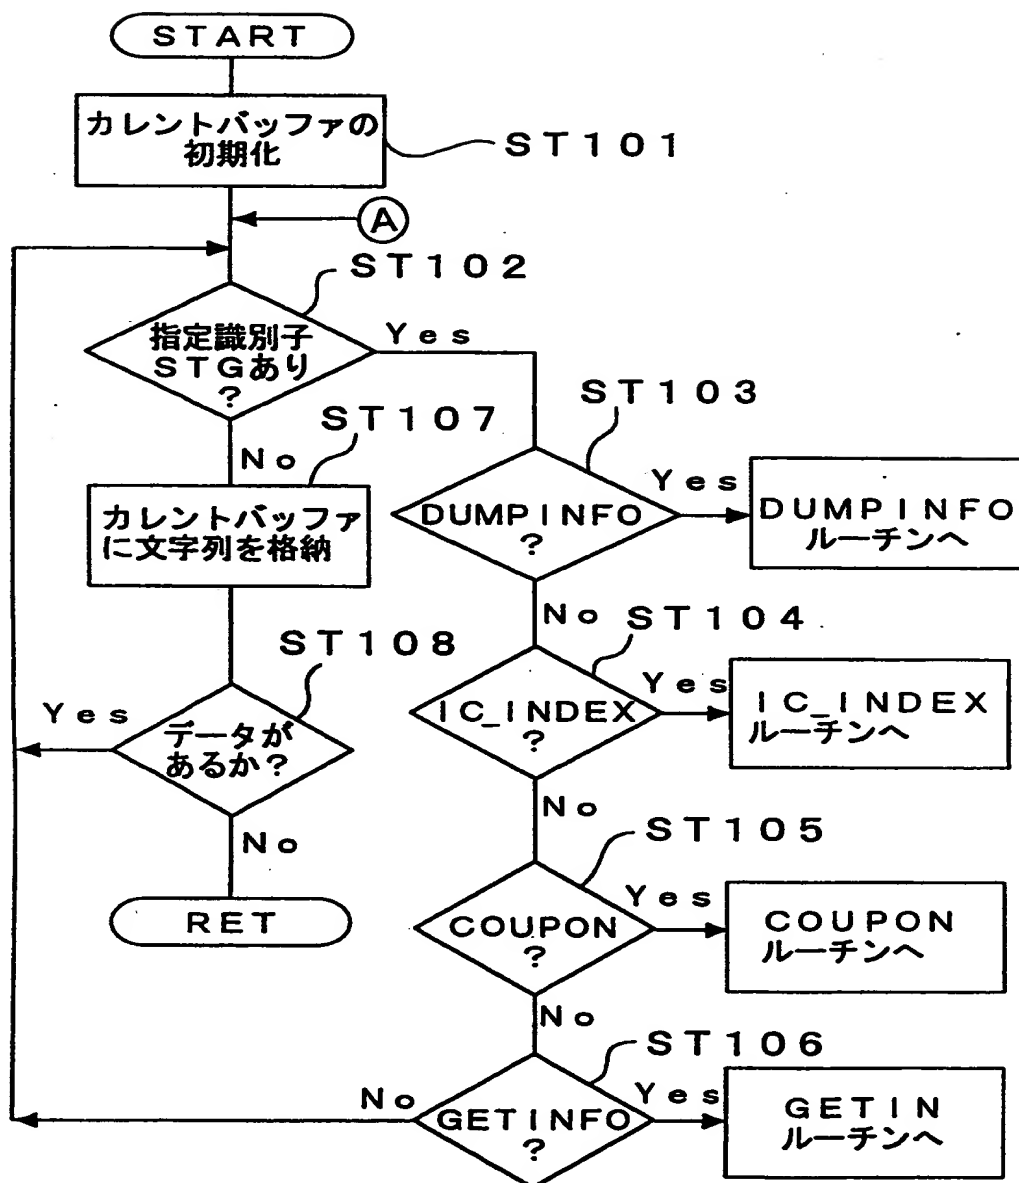 START
カレントバッファの
初期化
ST101
A
ST102
指定識別子
STGあり
?
Yes
No
ST107
カレントバッファ
に文字列を格納
ST108
データが
あるか?
Yes
No
RET
ST103
DUMPINFO
?
Yes
DUMPINFO
ルーチンへ
No
ST104
IC_INDEX
?
Yes
IC_INDEX
ルーチンへ
No
ST105
COUPON
?
Yes
COUPON
ルーチンへ
No
ST106
GETINFO
?
Yes
GETIN
ルーチンへ
No